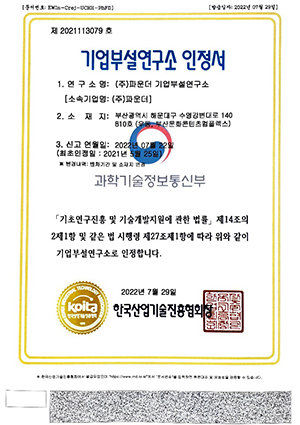 [문서번호: EW1a-Craj-UCHH-PhFD] [발급일자: 2022년 07월 29일]
제 2021113079 호
기업부설연구소 인정서
1. 연 구 소 명: (주)파운더 기업부설연구소
[소속기업명: (주)파운더]
2. 소 재 지: 부산광역시 해운대구 수영강변대로 140
810호 (우동, 부산문화콘텐츠컴플렉스)
3. 신고 연월일: 2022년 07월 22일
(최초인정일 : 2021년 5월 25일)
※ 변경내역: 벤처기간 및 소재지 변경
과학기술정보통신부
「기초연구진흥 및 기술개발지원에 관한 법률」 제14조의
2제1항 및 같은 법 시행령 제27조제1항에 따라 위와 같이
기업부설연구소로 인정합니다.
2022년 7월 29일
koita
한국산업기술진흥협회장